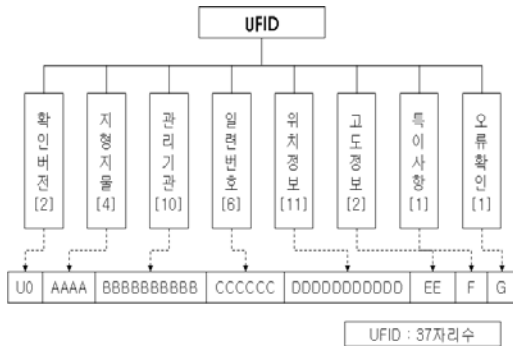 UFID
확인버전 [2]
지형지물 [4]
관리기관 [10]
일련번호 [6]
위치정보 [11]
고도정보 [2]
특이사항 [1]
오류확인 [1]
U0 AAAA BBBBBBBBBB CCCCCC DDDDDDDDDDD EE F G
UFID : 37자리수